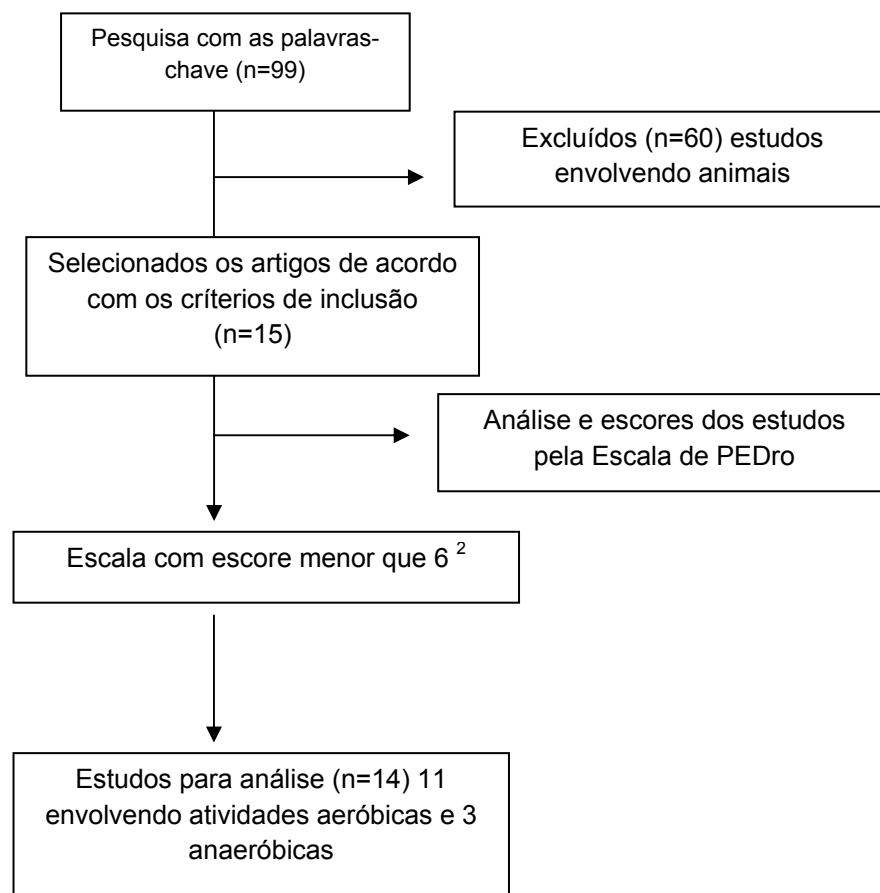 Pesquisa com as palavras-
chave (n=99)
Excluídos (n=60) estudos
envolvendo animais
Selecionados os artigos de acordo
com os críterios de inclusão
(n=15)
Análise e escores dos estudos
pela Escala de PEDro
Escala com escore menor que 6 ²
Estudos para análise (n=14) 11
envolvendo atividades aeróbicas e 3
anaeróbicas